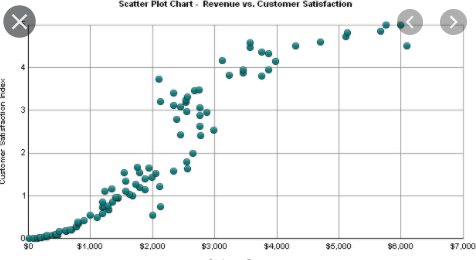 Scatter Plot Chart - Revenue vs. Customer Satisfaction
Customer Satisfaction Index
4
3
2
1
0
$0 $1,000 $2,000 $3,000 $4,000 $5,000 $6,000 $7,000